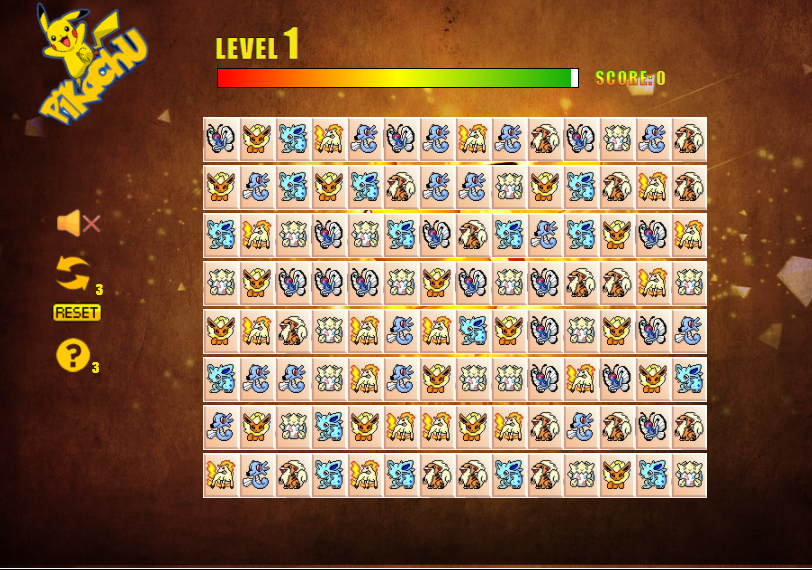 PIKACHU
LEVEL 1
SCORE:0
3
RESET
?
3